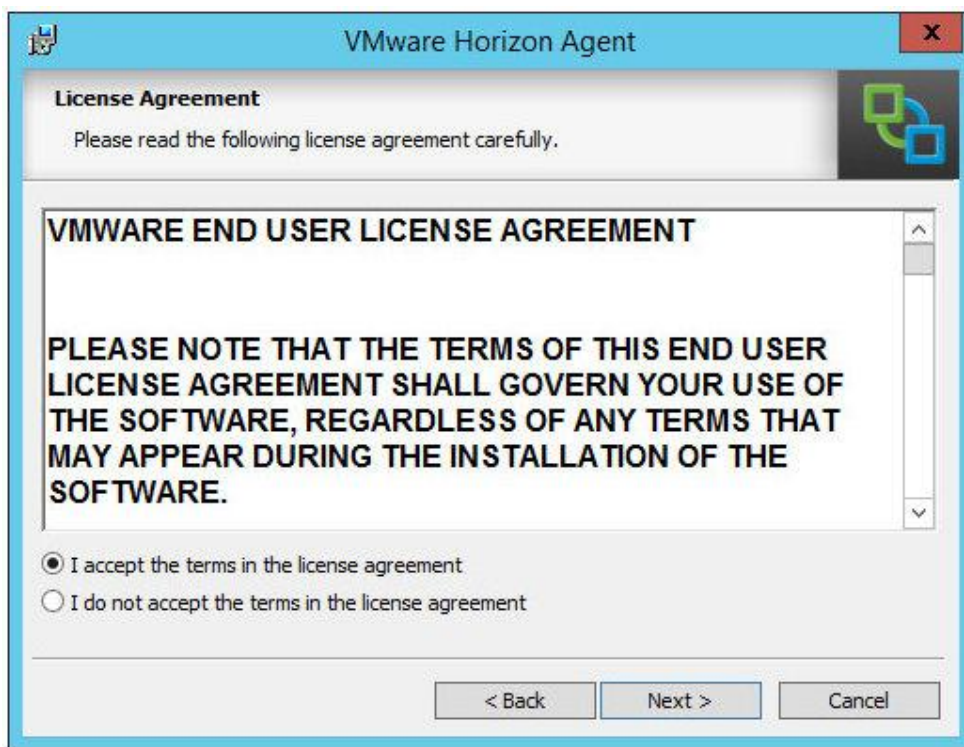 VMware Horizon Agent
x
License Agreement
Please read the following license agreement carefully.
VMWARE END USER LICENSE AGREEMENT
PLEASE NOTE THAT THE TERMS OF THIS END USER
LICENSE AGREEMENT SHALL GOVERN YOUR USE OF
THE SOFTWARE, REGARDLESS OF ANY TERMS THAT
MAY APPEAR DURING THE INSTALLATION OF THE
SOFTWARE.
I accept the terms in the license agreement
I do not accept the terms in the license agreement
< Back Next > Cancel